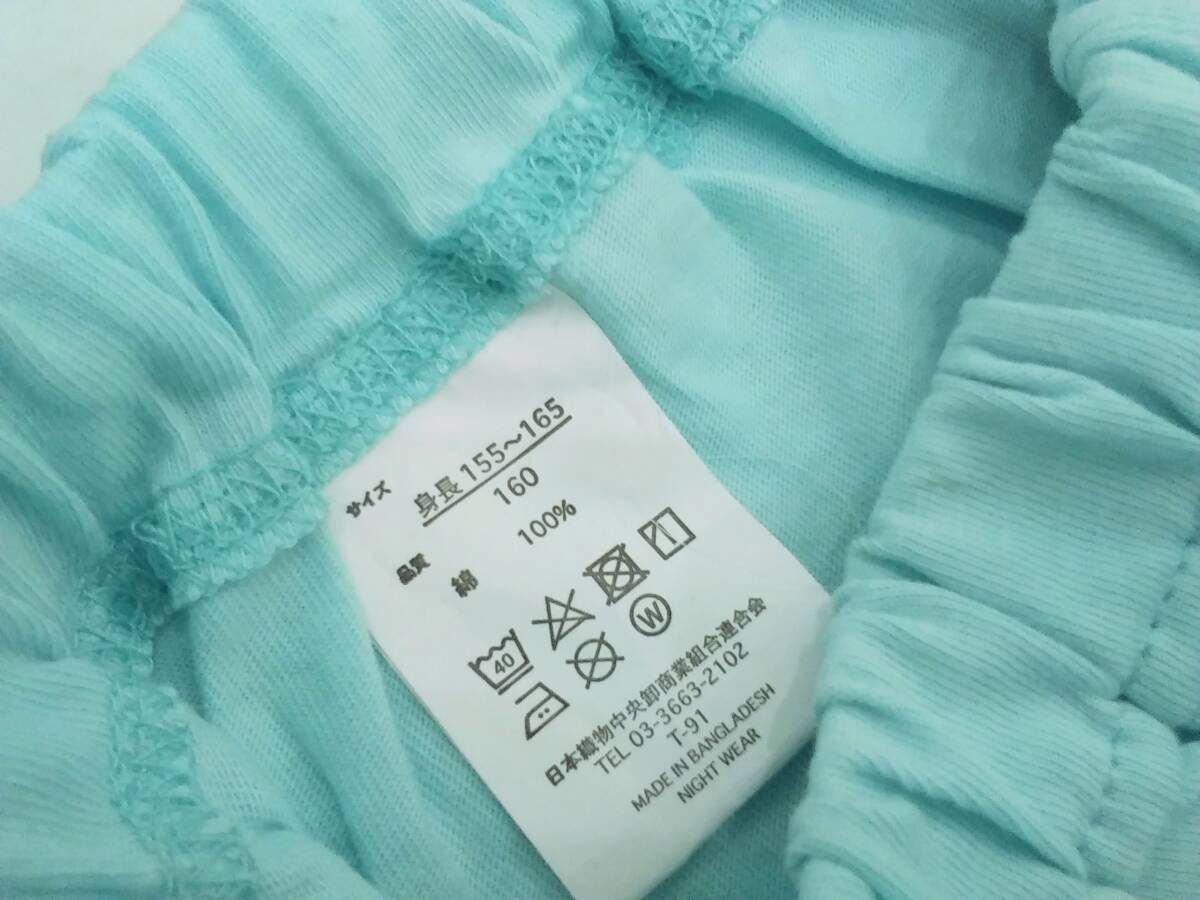 サイズ
身長155~165
160
品質
綿 100%
40
W
日本織物中央卸商業組合連合会
TEL 03-3663-2102
T-91
MADE IN BANGLADESH
NIGHT WEAR